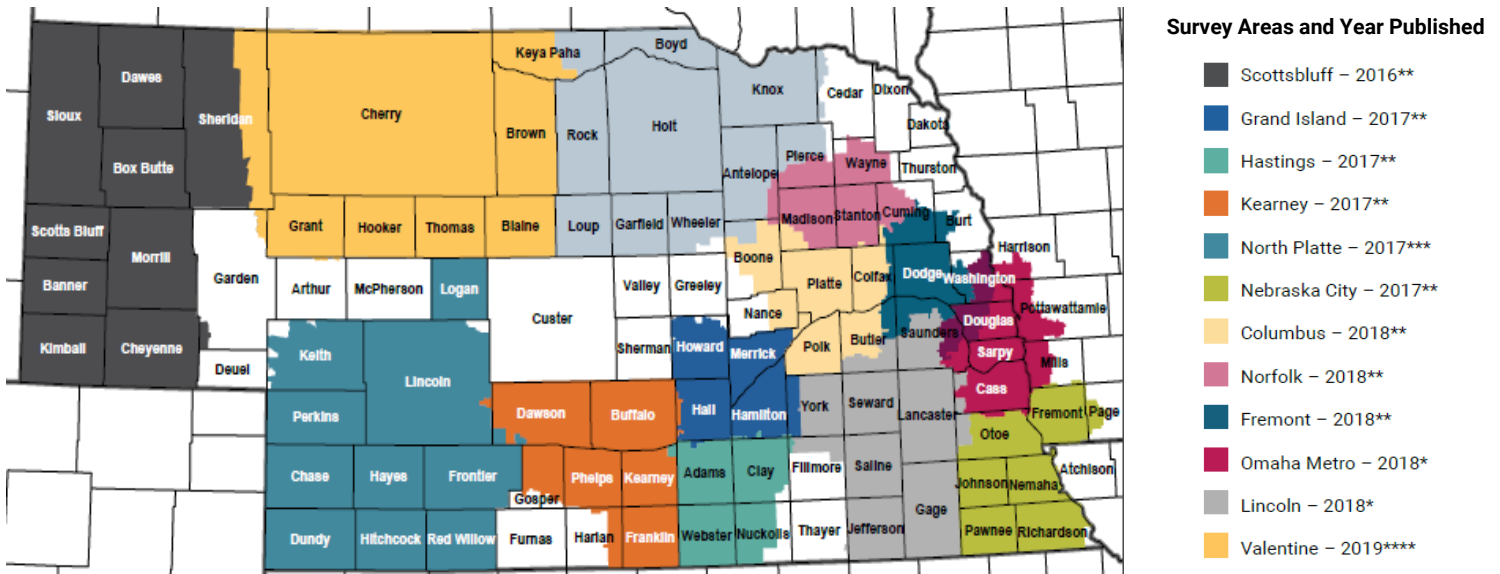 Survey Areas and Year Published
Scottsbluff – 2016**
Grand Island – 2017**
Hastings – 2017**
Kearney – 2017**
North Platte – 2017***
Nebraska City – 2017**
Columbus – 2018**
Norfolk – 2018**
Fremont – 2018**
Omaha Metro – 2018*
Lincoln – 2018*
Valentine – 2019****
Sioux
Dawes
Sheridan
Box Butte
Cherry
Keya Paha
Boyd
Brown
Rock
Holt
Knox
Cedar
Dixon
Dakota
Antelope
Pierce
Wayne
Thurston
Scotts Bluff
Morrill
Banner
Kimball
Cheyenne
Garden
Deuel
Grant
Hooker
Thomas
Blaine
Loup
Garfield
Wheeler
Madison
Stanton
Cuming
Burt
Harrison
Arthur
McPherson
Logan
Custer
Valley
Greeley
Boone
Nance
Platte
Colfax
Dodge
Washington
Keith
Lincoln
Perkins
Sherman
Howard
Merrick
Polk
Butler
Saunders
Douglas
Pottawattamie
Sarpy
Mills
Cass
Dawson
Buffalo
Hall
Hamilton
York
Seward
Lancaster
Otoe
Fremont
Page
Chase
Hayes
Frontier
Gosper
Phelps
Kearney
Adams
Clay
Fillmore
Saline
Gage
Johnson
Nemaha
Atchison
Dundy
Hitchcock
Red Willow
Furnas
Harlan
Franklin
Webster
Nuckolls
Thayer
Jefferson
Pawnee
Richardson